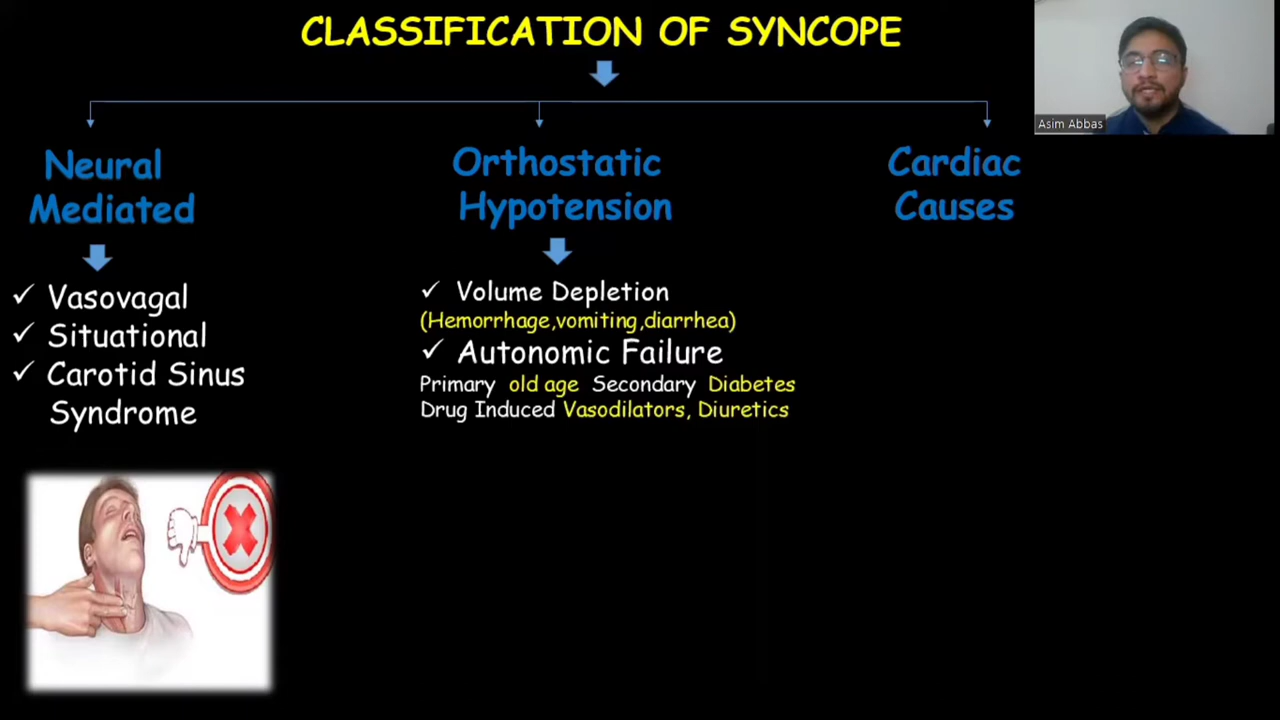 CLASSIFICATION OF SYNCOPE
Asim Abbas
Neural
Mediated
✓ Vasovagal
✓ Situational
✓ Carotid Sinus
Syndrome
Orthostatic
Hypotension
✓ Volume Depletion
(Hemorrhage,vomiting,diarrhea)
✓ Autonomic Failure
Primary old age Secondary Diabetes
Drug Induced Vasodilators, Diuretics
Cardiac
Causes